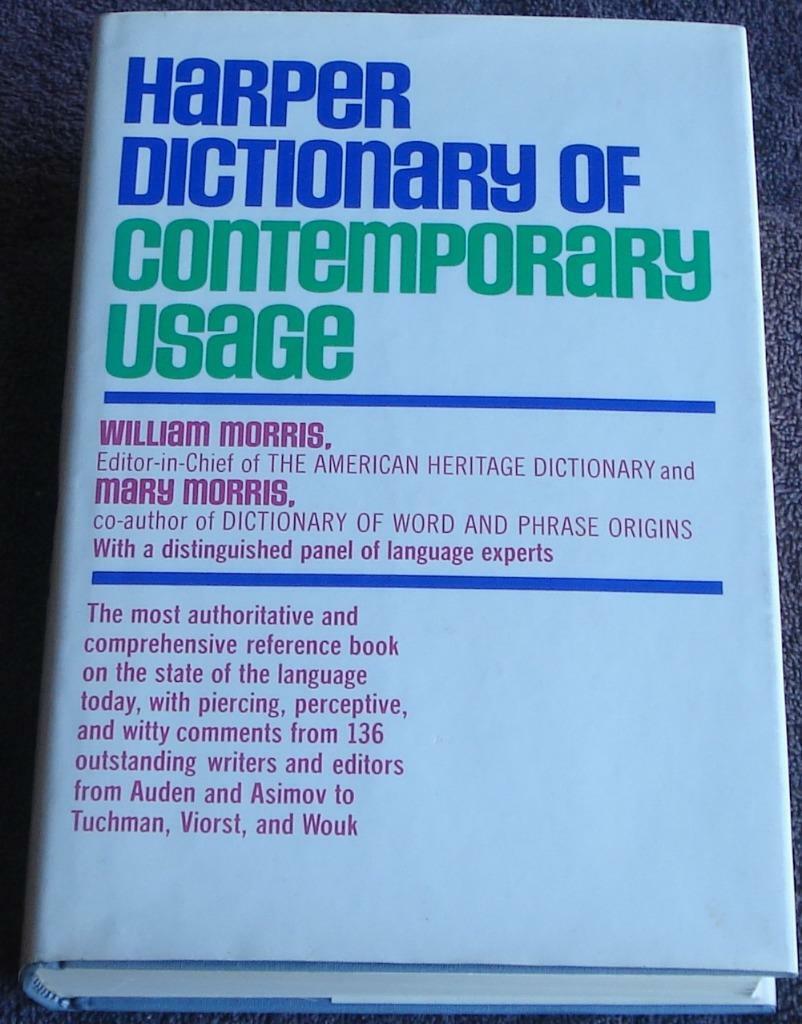 HARPER
DICTIONARY OF
CONTEMPORARY
USAGE
WILLIAM MORRIS,
Editor-in-Chief of THE AMERICAN HERITAGE DICTIONARY and
MARY MORRIS,
co-author of DICTIONARY OF WORD AND PHRASE ORIGINS
With a distinguished panel of language experts
The most authoritative and
comprehensive reference book
on the state of the language
today, with piercing, perceptive,
and witty comments from 136
outstanding writers and editors
from Auden and Asimov to
Tuchman, Viorst, and Wouk